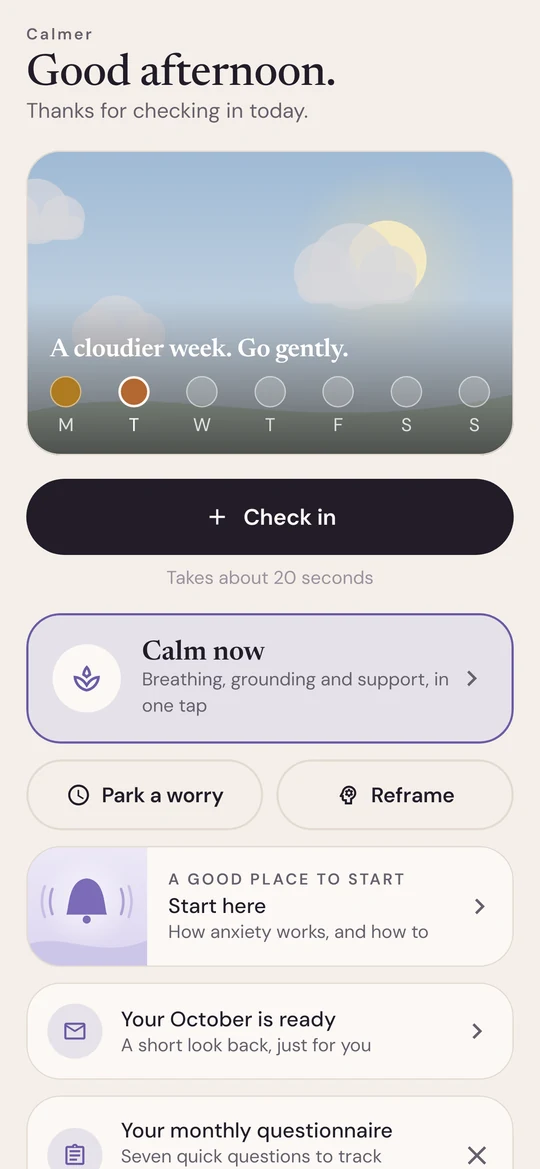 Calmer
Good afternoon.
Thanks for checking in today.
A cloudier week. Go gently.
M T W T F S S
Check in
Takes about 20 seconds
Calm now
Breathing, grounding and support, in
one tap
Park a worry
Reframe
A GOOD PLACE TO START
Start here
How anxiety works, and how to
Your October is ready
A short look back, just for you
Your monthly questionnaire
Seven quick questions to track